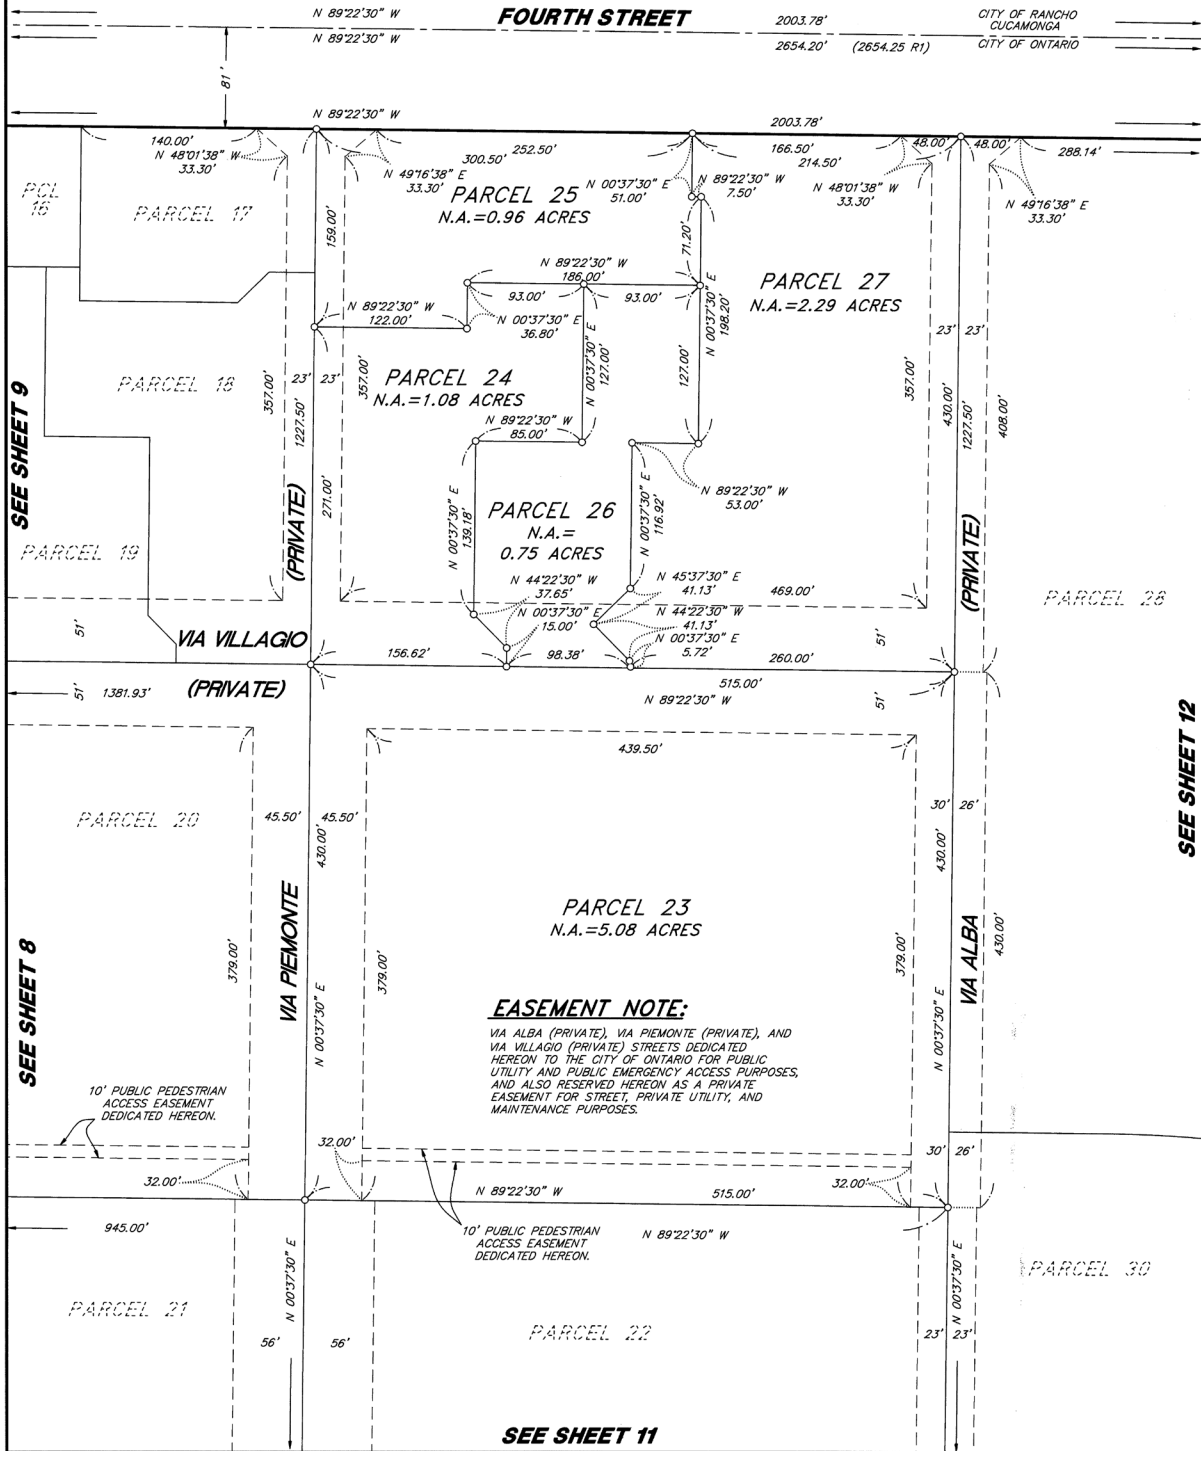 N 89°22'30" W
FOURTH STREET
2003.78'
CITY OF RANCHO
CUCAMONGA
N 89°22'30" W
2654.20' (2654.25 R1)
CITY OF ONTARIO
81'
N 89°22'30" W
2003.78'
140.00'
N 48°01'38" W
33.30'
252.50'
300.50'
N 49°16'38" E
33.30'
166.50'
214.50'
48.00'
48.00'
288.14'
N 00°37'30" E
51.00'
N 89°22'30" W
7.50'
N 48°01'38" W
33.30'
N 49°16'38" E
33.30'
PCL
16
PARCEL 17
PARCEL 25
N.A.=0.96 ACRES
159.00'
71.20'
N 00°37'30" E
198.20'
N 89°22'30" W
186.00'
93.00'
93.00'
PARCEL 27
N.A.=2.29 ACRES
N 89°22'30" W
122.00'
N 00°37'30" E
36.80'
N 00°37'30" E
127.00'
127.00'
23' 23'
PARCEL 18
357.00'
23' 23'
1227.50'
357.00'
PARCEL 24
N.A.=1.08 ACRES
357.00'
430.00'
1227.50'
408.00'
SEE SHEET 9
N 89°22'30" W
85.00'
N 89°22'30" W
53.00'
271.00'
(PRIVATE)
N 00°37'30" E
139.18'
PARCEL 26
N.A.=
0.75 ACRES
N 00°37'30" E
116.92'
(PRIVATE)
PARCEL 19
N 44°22'30" W
37.65'
N 00°37'30" E
15.00'
N 45°37'30" E
41.13'
N 44°22'30" W
41.13'
N 00°37'30" E
5.72'
469.00'
PARCEL 28
51'
VIA VILLAGIO
51'
156.62'
98.38'
260.00'
51'
1381.93'
(PRIVATE)
515.00'
N 89°22'30" W
51'
SEE SHEET 12
439.50'
PARCEL 20
45.50' 45.50'
430.00'
30' 26'
430.00'
VIA PIEMONTE
PARCEL 23
N.A.=5.08 ACRES
SEE SHEET 8
379.00'
379.00'
379.00'
VIA ALBA
430.00'
N 00°37'30" E
N 00°37'30" E
EASEMENT NOTE:
VIA ALBA (PRIVATE), VIA PIEMONTE (PRIVATE), AND
VIA VILLAGIO (PRIVATE) STREETS DEDICATED
HEREON TO THE CITY OF ONTARIO FOR PUBLIC
UTILITY AND PUBLIC EMERGENCY ACCESS PURPOSES,
AND ALSO RESERVED HEREON AS A PRIVATE
EASEMENT FOR STREET, PRIVATE UTILITY, AND
MAINTENANCE PURPOSES.
10' PUBLIC PEDESTRIAN
ACCESS EASEMENT
DEDICATED HEREON.
32.00'
30' 26'
32.00'
N 89°22'30" W
515.00'
32.00'
945.00'
10' PUBLIC PEDESTRIAN
ACCESS EASEMENT
DEDICATED HEREON.
N 89°22'30" W
N 00°37'30" E
N 00°37'30" E
PARCEL 30
PARCEL 21
PARCEL 22
56'
56'
23' 23'
SEE SHEET 11